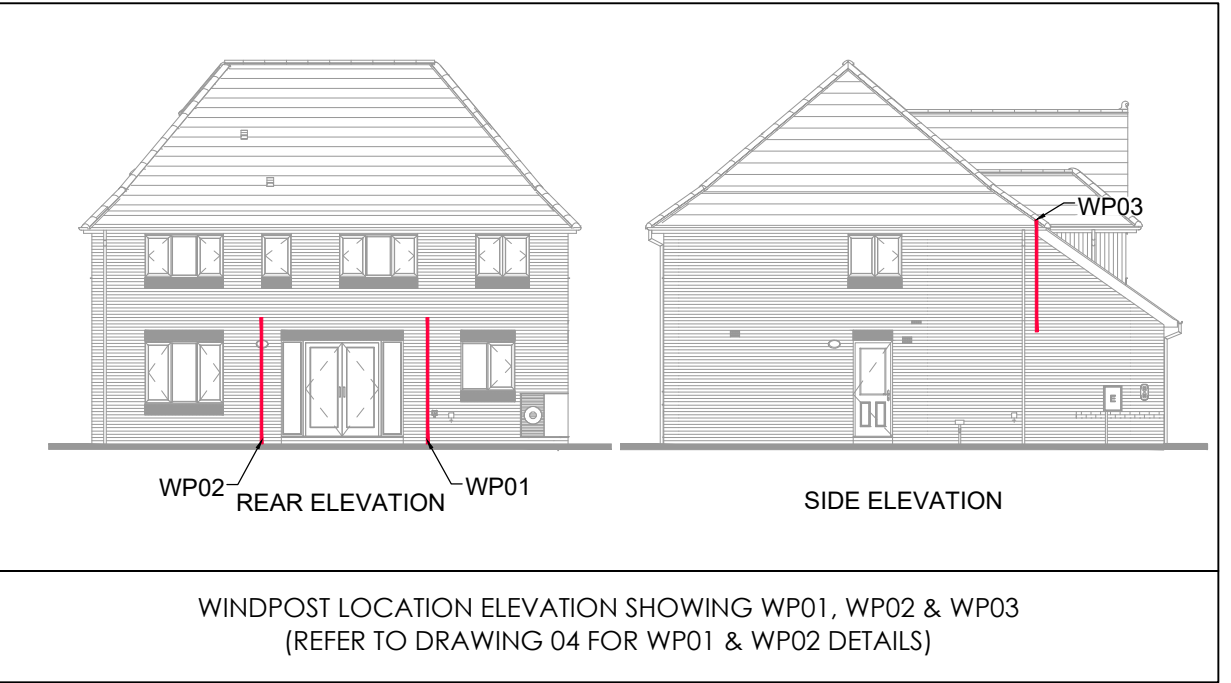 WP03
WP02
WP01
REAR ELEVATION
SIDE ELEVATION
E
WINDPOST LOCATION ELEVATION SHOWING WP01, WP02 & WP03
(REFER TO DRAWING 04 FOR WP01 & WP02 DETAILS)